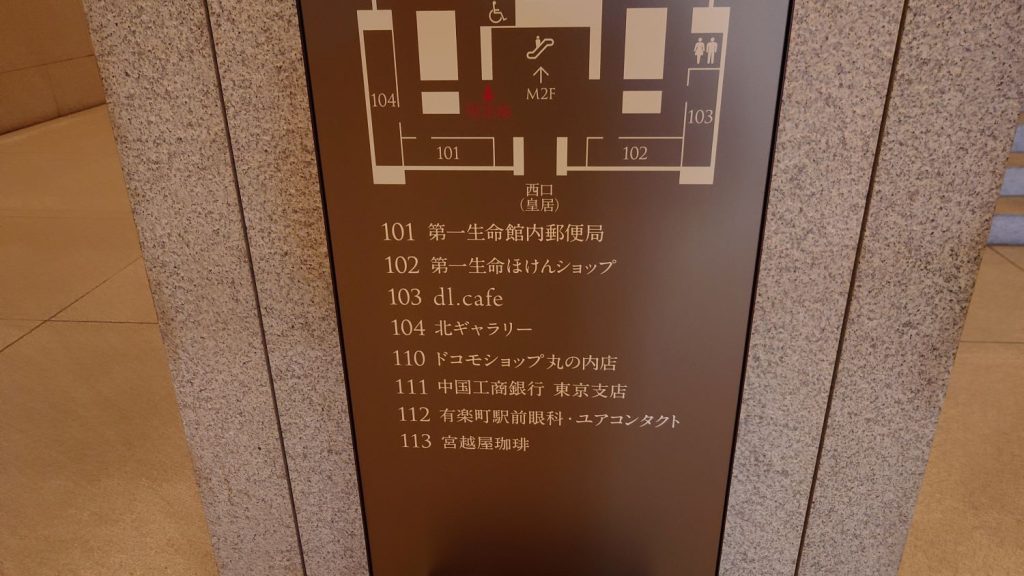 M2F
104
103
101
102
西口
(皇居)
101 第一生命館内郵便局
102 第一生命ほけんショップ
103 dl.cafe
104 北ギャラリー
110 ドコモショップ丸の内店
111 中国工商銀行 東京支店
112 有楽町駅前眼科・ユアコンタクト
113 宮越屋珈琲